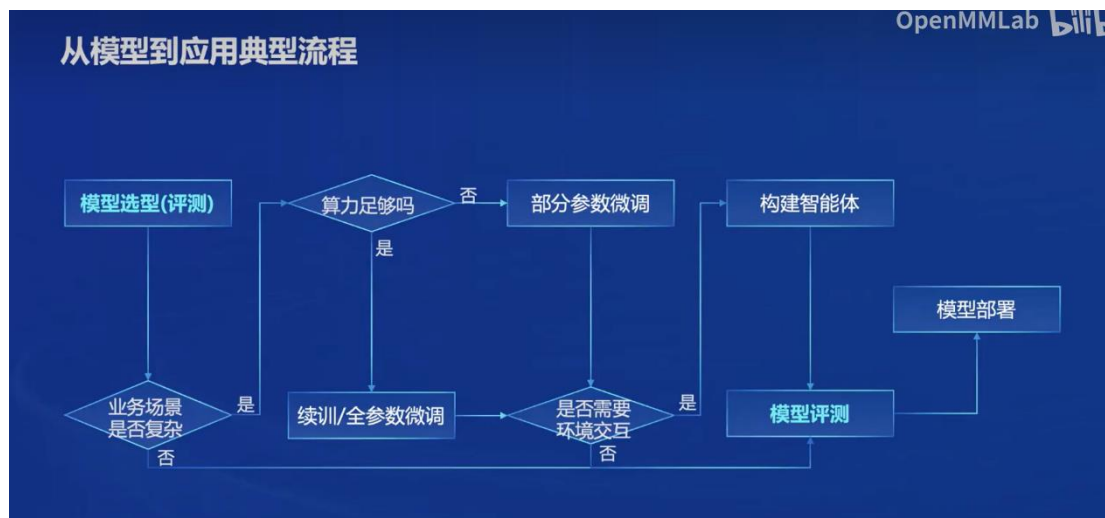 OpenMMLab bilib
从模型到应用典型流程
模型选型(评测)
算力足够吗
否
部分参数微调
构建智能体
是
模型部署
业务场景
是否复杂
是
续训/全参数微调
是否需要
环境交互
是
模型评测
否
否